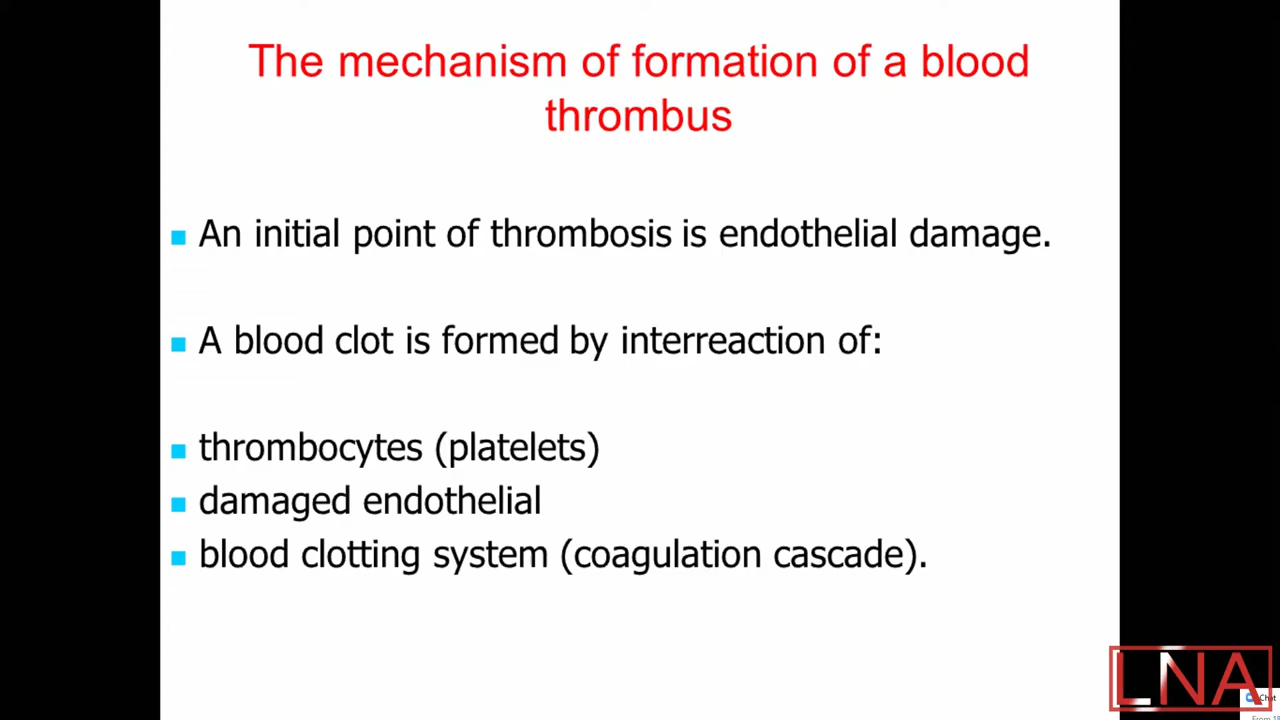 The mechanism of formation of a blood
thrombus
An initial point of thrombosis is endothelial damage.
A blood clot is formed by interreaction of:
thrombocytes (platelets)
damaged endothelial
blood clotting system (coagulation cascade).
LNA
Chat